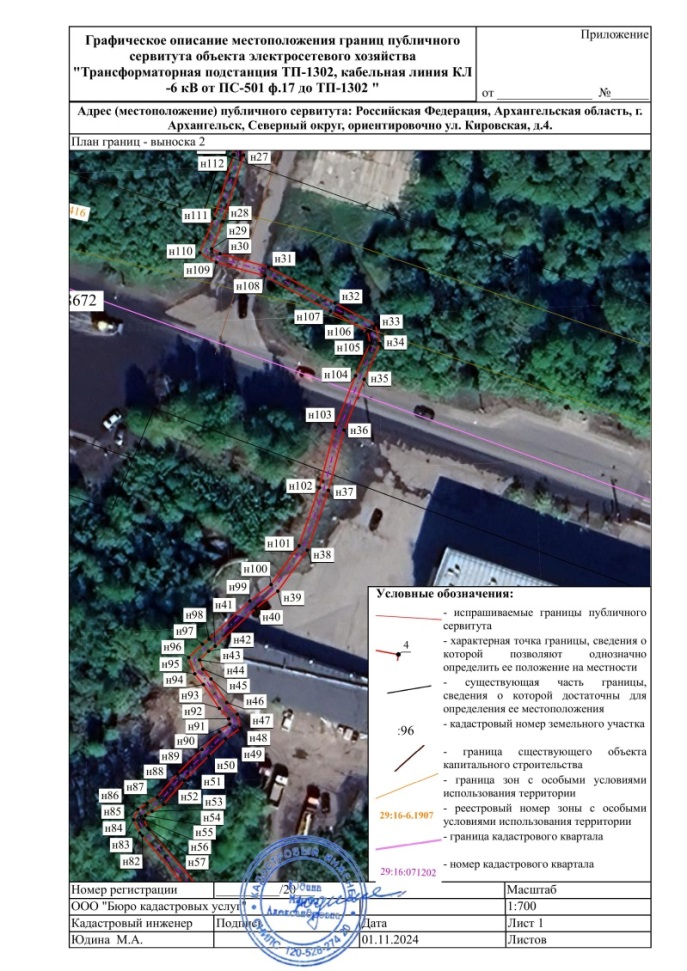 Графическое описание местоположения границ публичного
сервитута объекта электросетевого хозяйства
"Трансформаторная подстанция ТП-1302, кабельная линия КЛ
-6 кВ от ПС-501 ф.17 до ТП-1302 "
Приложение
от ________________ №______
Адрес (местоположение) публичного сервитута: Российская Федерация, Архангельская область, г.
Архангельск, Северный округ, ориентировочно ул. Кировская, д.4.
План границ - выноска 2
н27
н112
н111
н28
416
н29
н110
н30
н109
н31
н108
3672
н32
н107
н33
н106
н34
н105
н104
н35
н103
н36
н102
н37
н101
н38
н100
н99
н39
н41
н98
н40
н97
н42
н96
н43
н95
н44
н94
н45
н93
н46
н92
н47
н91
н48
н90
н49
н89
н50
н88
н51
н87
н52
н86
н53
н85
н54
н84
н55
н83
н56
н82
н57
Условные обозначения:
- испрашиваемые границы публичного
сервитута
4
- характерная точка границы, сведения о
которой позволяют однозначно
определить ее положение на местности
- существующая часть границы,
сведения о которой достаточны для
определения ее местоположения
:96
- кадастровый номер земельного участка
- граница сществующего объекта
капитального строительства
- граница зон с особыми условиями
использования территории
29:16-6.1907
- реестровый номер зоны с особыми
условиями использования территории
- граница кадастрового квартала
29:16:071202
- номер кадастрового квартала
Номер регистрации
/20
Масштаб
ООО "Бюро кадастровых услуг"
1:700
Кадастровый инженер
Подпись
Дата
Лист 1
Юдина М.А.
01.11.2024
Листов
КАДАСТРОВЫЙ ИНЖЕНЕР
Юдина
Александровна